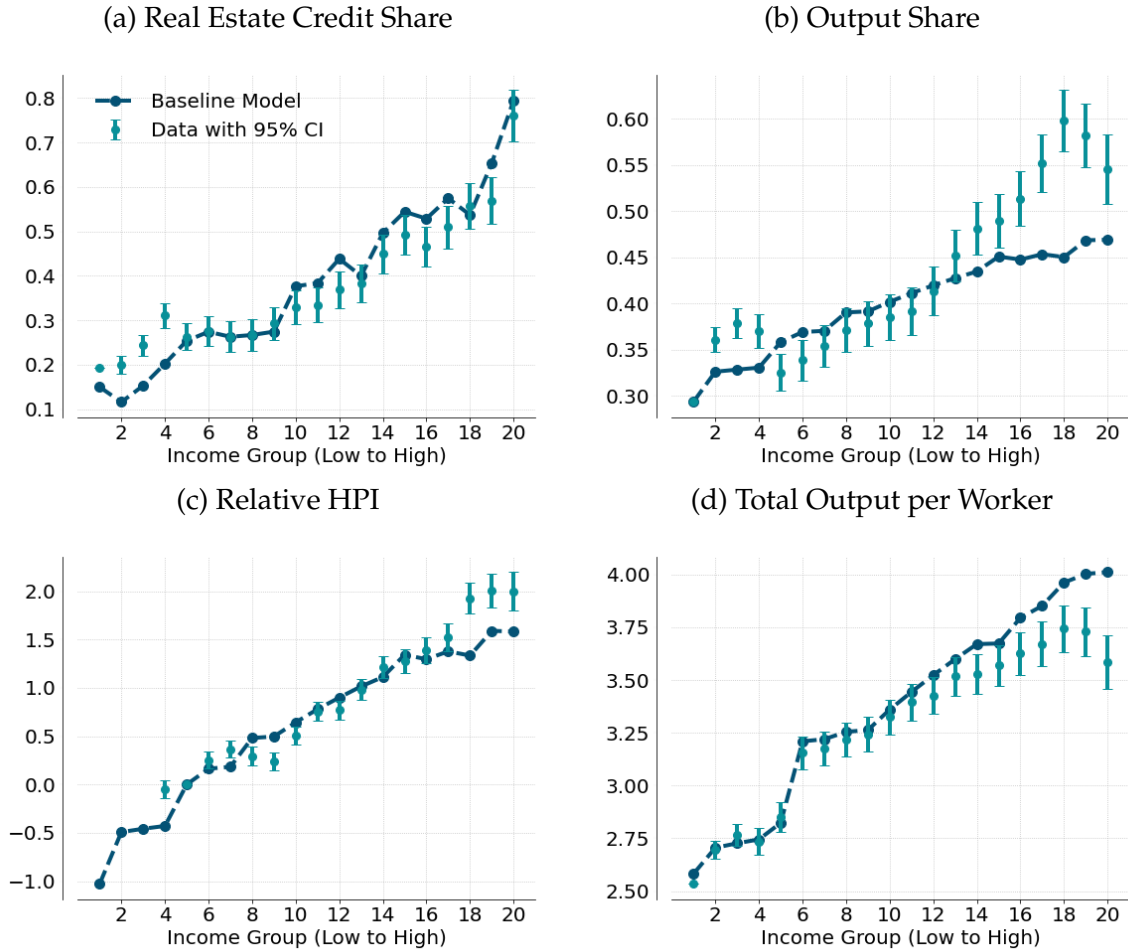 (a) Real Estate Credit Share
0.8
0.7
0.6
0.5
0.4
0.3
0.2
0.1
Baseline Model
Data with 95% CI
2 4 6 8 10 12 14 16 18 20
Income Group (Low to High)
(b) Output Share
0.60
0.55
0.50
0.45
0.40
0.35
0.30
2 4 6 8 10 12 14 16 18 20
Income Group (Low to High)
(c) Relative HPI
2.0
1.5
1.0
0.5
0.0
−0.5
−1.0
2 4 6 8 10 12 14 16 18 20
Income Group (Low to High)
(d) Total Output per Worker
4.00
3.75
3.50
3.25
3.00
2.75
2.50
2 4 6 8 10 12 14 16 18 20
Income Group (Low to High)